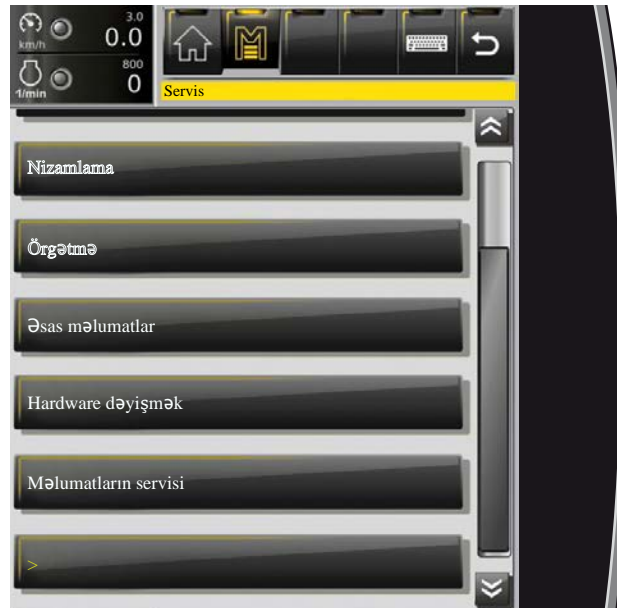 3.0
km/h 0.0
800
1/min 0
Servis
Nizamlama
Örgətmə
Əsas məlumatlar
Hardware dəyişmək
Məlumatların servisi
>